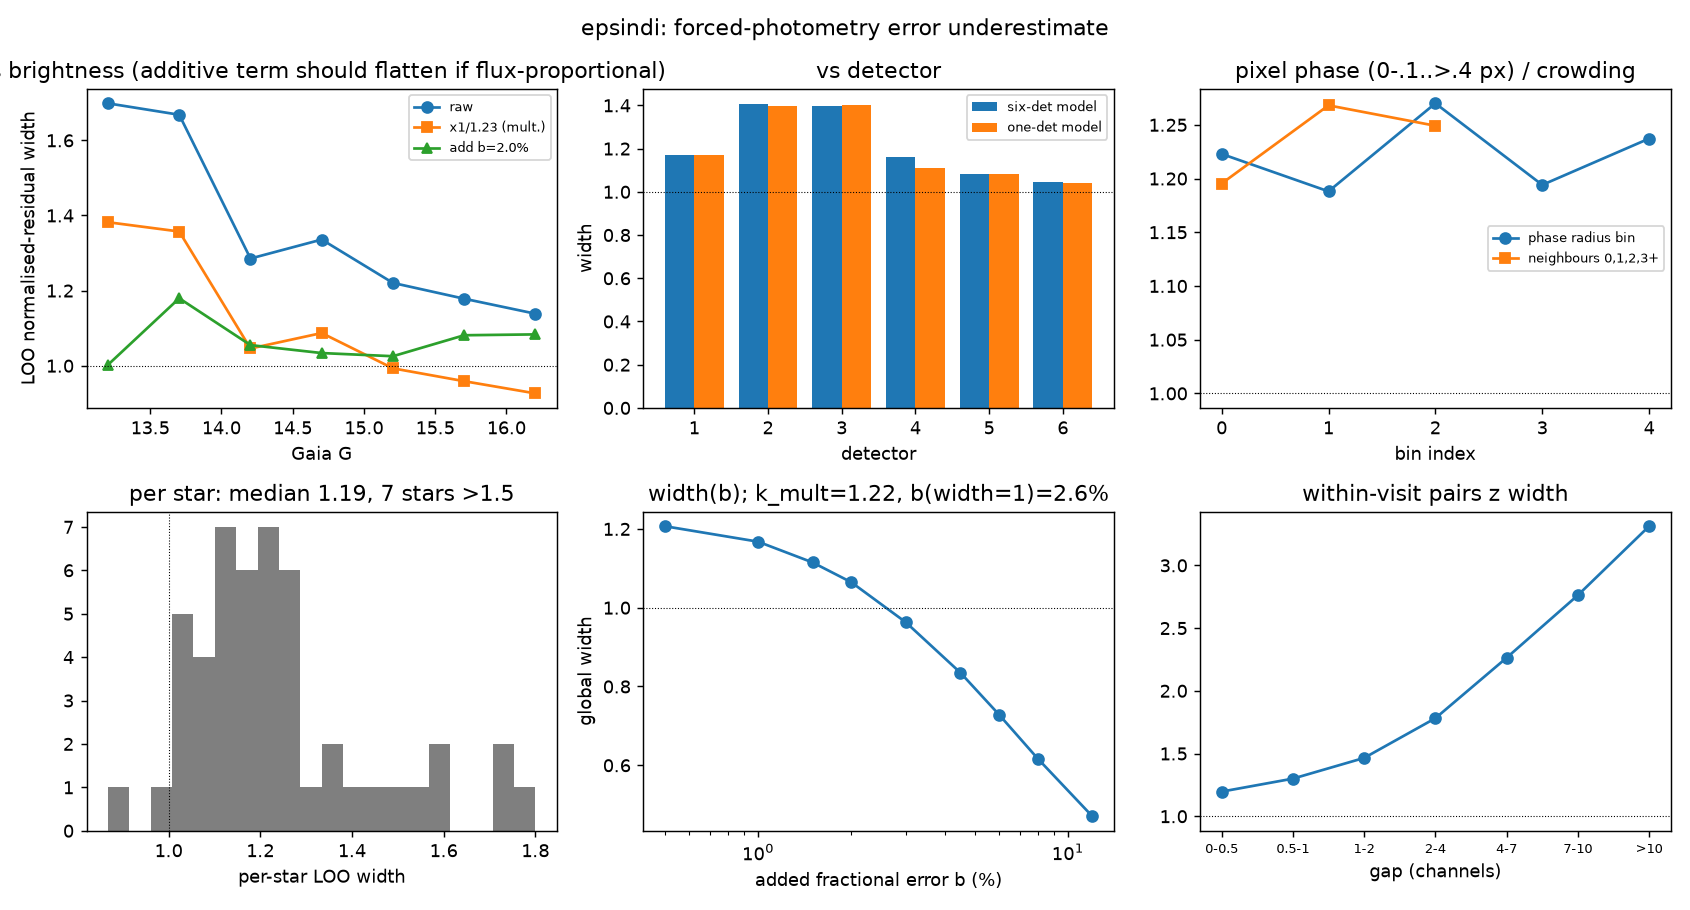 epsindi: forced-photometry error underestimate
brightness (additive term should flatten if flux-proportional)
LOO normalised-residual width
1.6
1.4
1.2
1.0
raw
x1/1.23 (mult.)
add b=2.0%
13.5 14.0 14.5 15.0 15.5 16.0
Gaia G
vs detector
width
1.4
1.2
1.0
0.8
0.6
0.4
0.2
0.0
six-det model
one-det model
1 2 3 4 5 6
detector
pixel phase (0-.1..>.4 px) / crowding
1.25
1.20
1.15
1.10
1.05
1.00
phase radius bin
neighbours 0,1,2,3+
0 1 2 3 4
bin index
per star: median 1.19, 7 stars >1.5
7
6
5
4
3
2
1
0
1.0 1.2 1.4 1.6 1.8
per-star LOO width
width(b); k_mult=1.22, b(width=1)=2.6%
global width
1.2
1.0
0.8
0.6
10⁰ 10¹
added fractional error b (%)
within-visit pairs z width
3.0
2.5
2.0
1.5
1.0
0-0.5 0.5-1 1-2 2-4 4-7 7-10 >10
gap (channels)